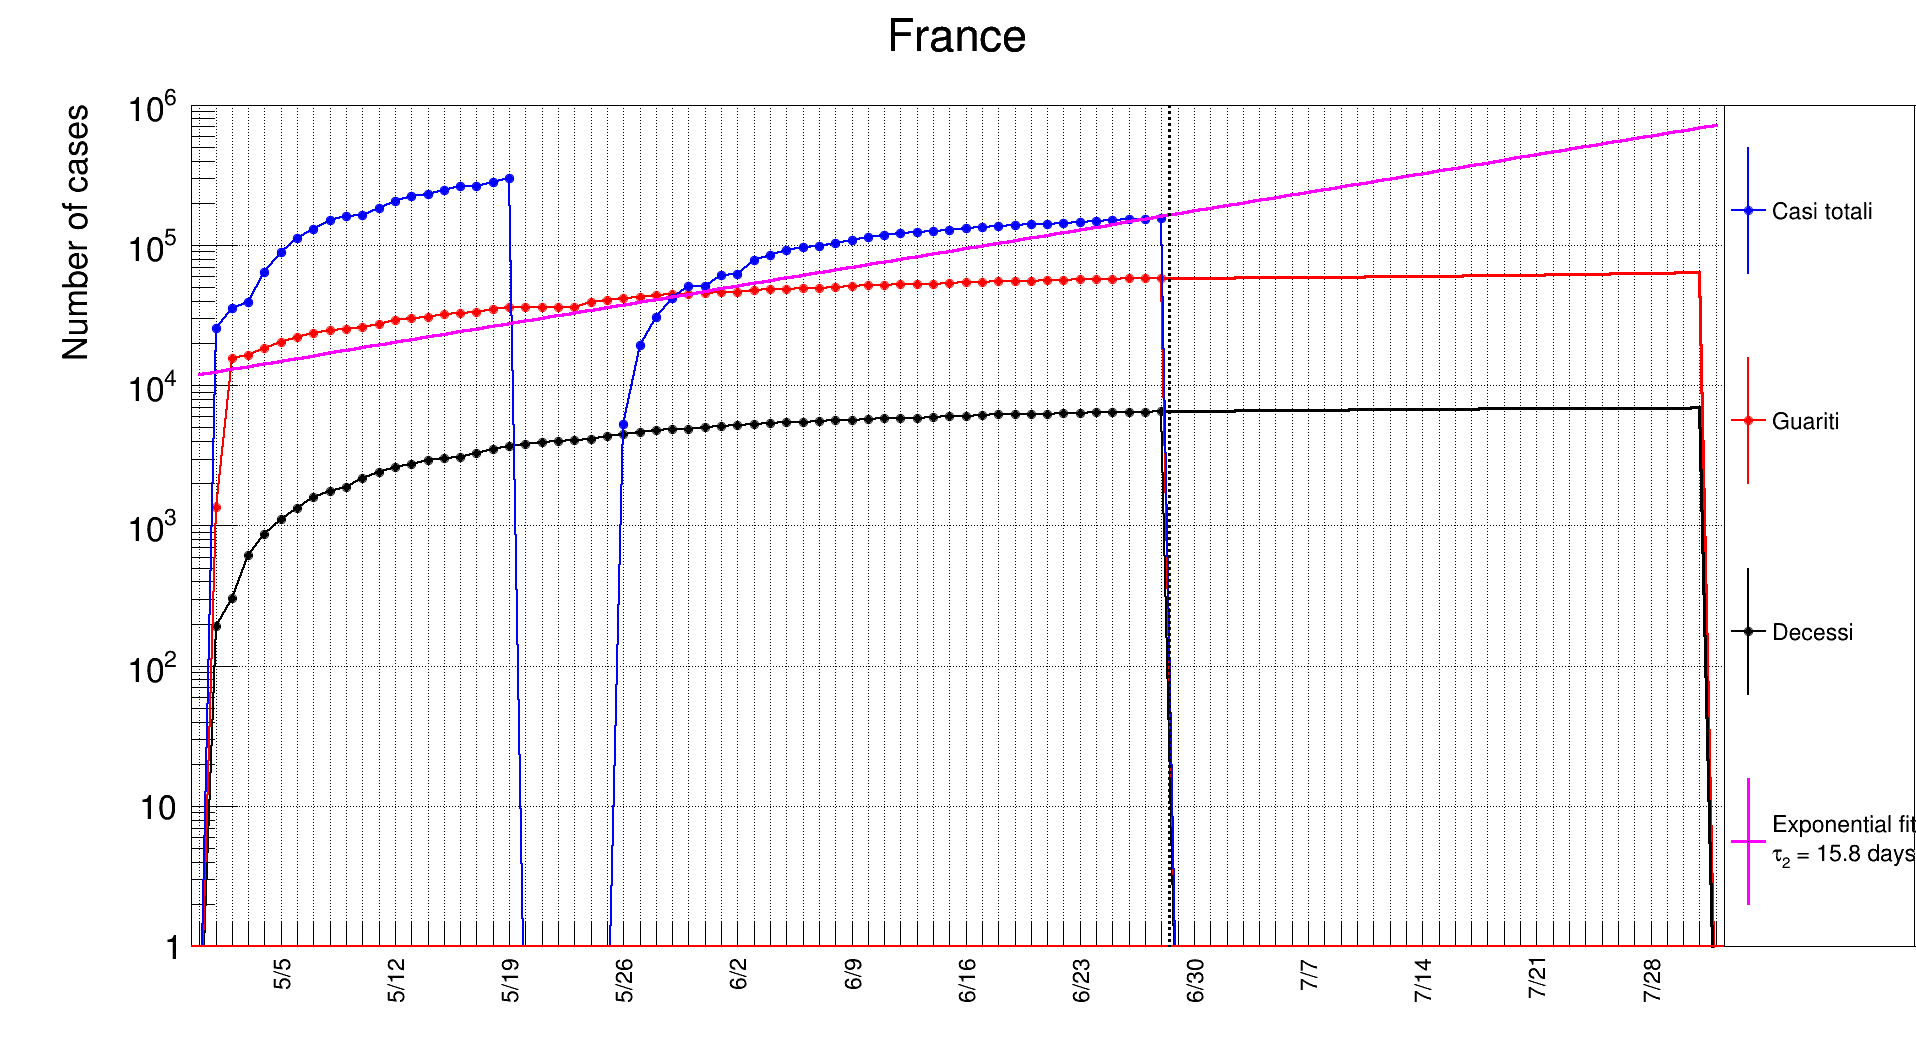 France
Number of cases
10^6
10^5
10^4
10^3
10^2
10
1
5/5
5/12
5/19
5/26
6/2
6/9
6/16
6/23
6/30
7/7
7/14
7/21
7/28
Casi totali
Guariti
Decessi
Exponential fit
τ₂ = 15.8 days